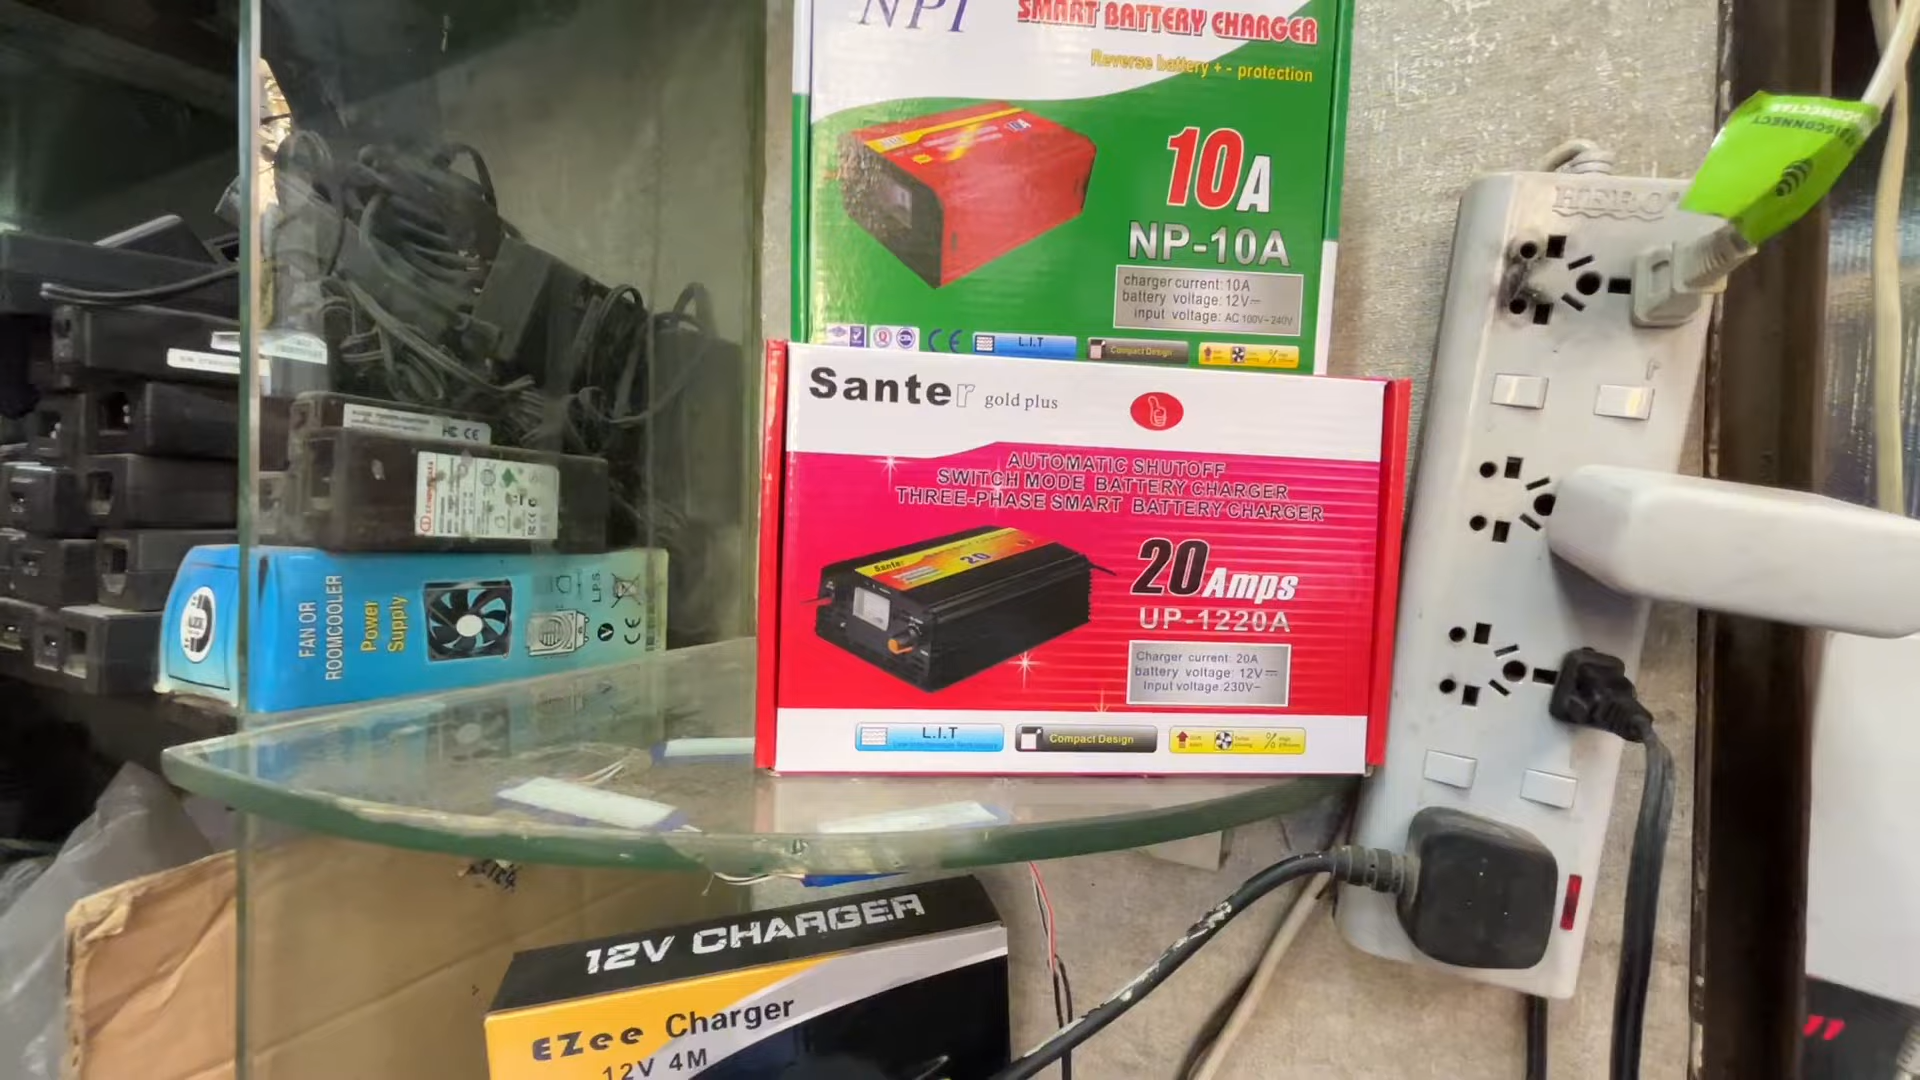 NPI
SMART BATTERY CHARGER
Reverse battery + - protection
10A
10A
NP-10A
charger current: 10A
battery voltage: 12V
input voltage: AC 100V~240V
CE
L.I.T
Compact Design
DISCONNECT
Santer gold plus
AUTOMATIC SHUTOFF
SWITCH MODE BATTERY CHARGER
THREE-PHASE SMART BATTERY CHARGER
Santer
20
20Amps
UP-1220A
Charger current: 20A
battery voltage: 12V
Input voltage:230V~
L.I.T
Compact Design
FAN OR
ROOMCOOLER
Power
Supply
L.P.S.
CE
12V CHARGER
EZee Charger
12V 4M